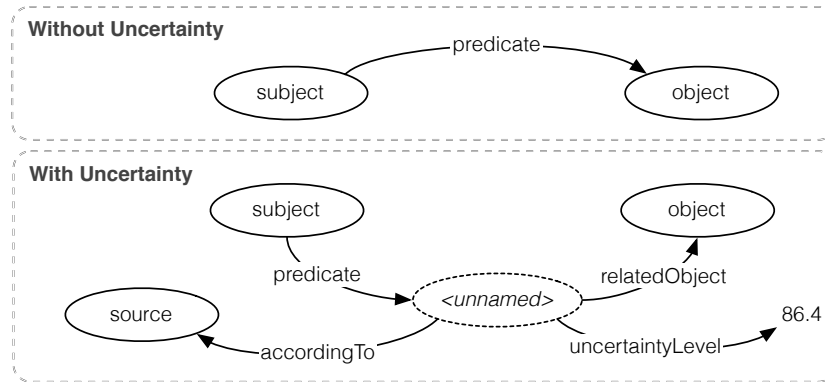 Without Uncertainty
predicate
subject
object
With Uncertainty
subject
object
predicate
relatedObject
<unnamed>
source
86.4
accordingTo
uncertaintyLevel